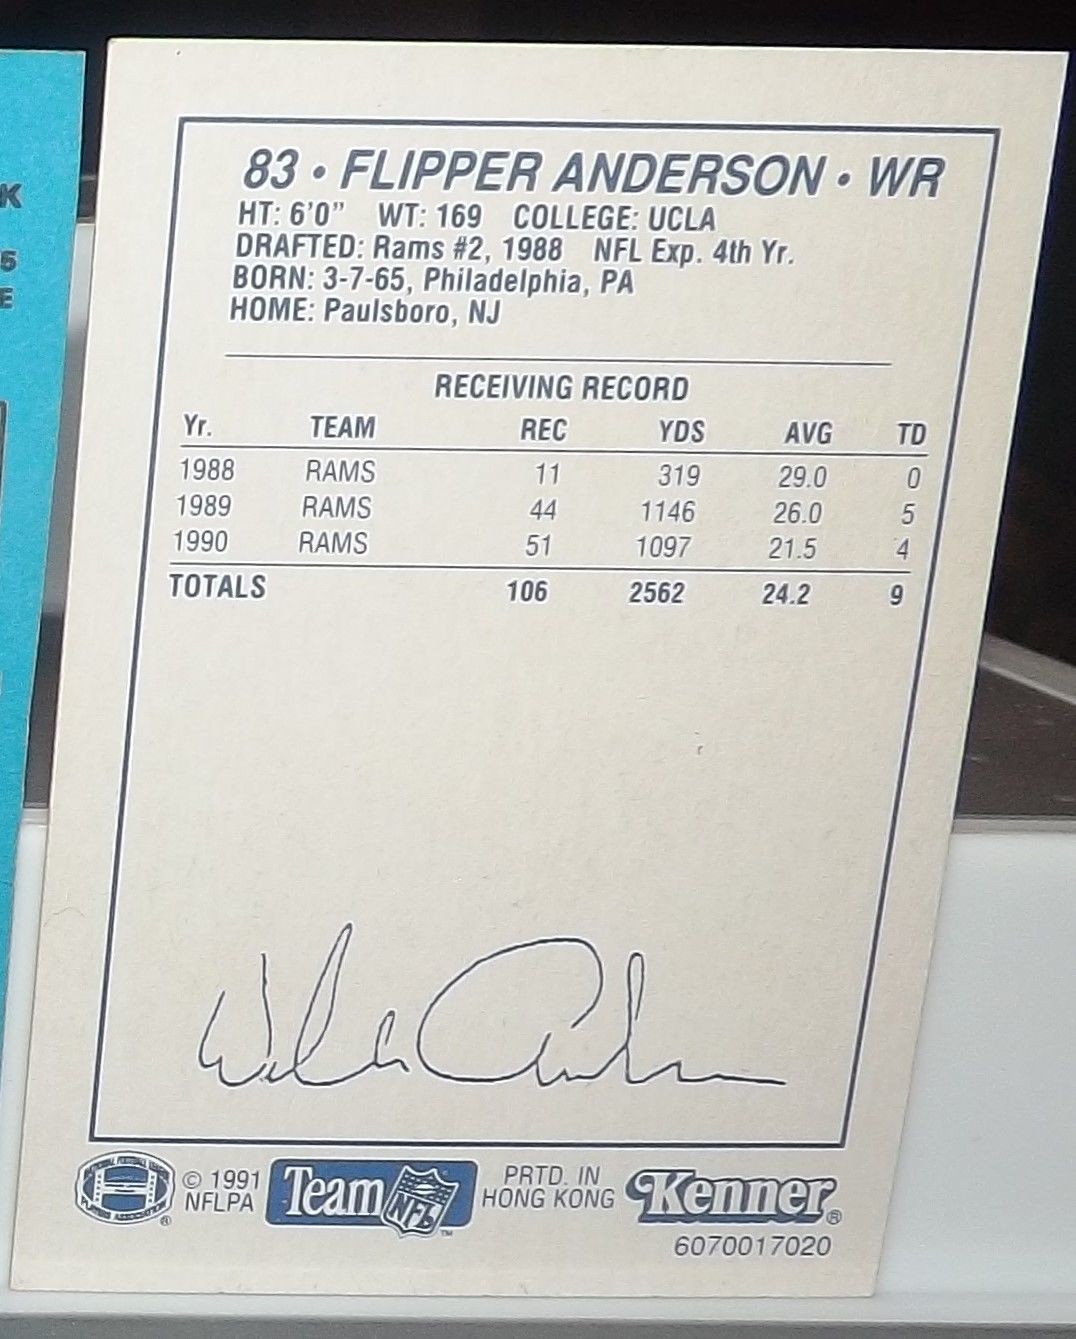 K
5
E
83 • FLIPPER ANDERSON • WR
HT: 6'0" WT: 169 COLLEGE: UCLA
DRAFTED: Rams #2, 1988 NFL Exp. 4th Yr.
BORN: 3-7-65, Philadelphia, PA
HOME: Paulsboro, NJ
RECEIVING RECORD
Yr. TEAM REC YDS AVG TD
1988 RAMS 11 319 29.0 0
1989 RAMS 44 1146 26.0 5
1990 RAMS 51 1097 21.5 4
TOTALS 106 2562 24.2 9
© 1991
NFLPA
Team NFL™
PRTD. IN
HONG KONG
Kenner®
6070017020